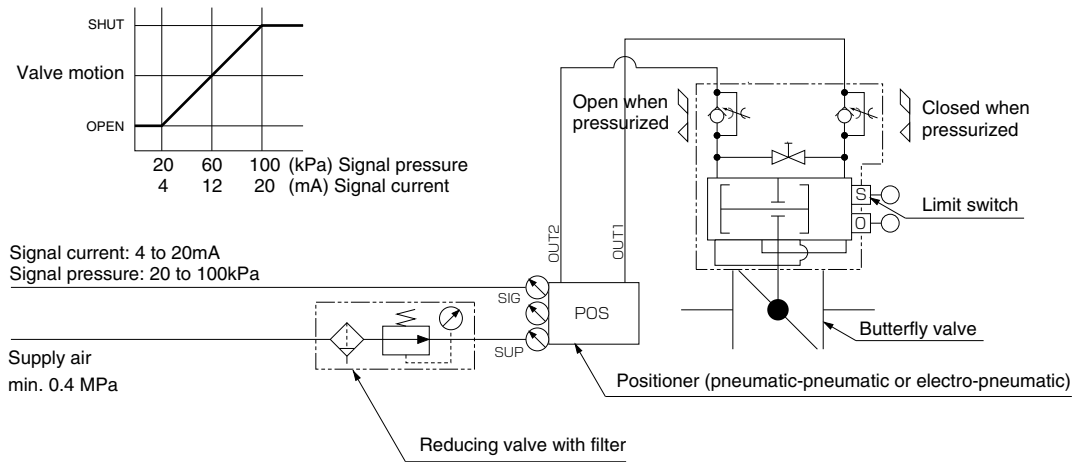 SHUT
Valve motion
OPEN
20 60 100 (kPa) Signal pressure
4 12 20 (mA) Signal current
Open when
pressurized
Closed when
pressurized
S
O
Limit switch
OUT2
OUT1
Signal current: 4 to 20mA
Signal pressure: 20 to 100kPa
SIG
POS
SUP
Butterfly valve
Supply air
min. 0.4 MPa
Positioner (pneumatic-pneumatic or electro-pneumatic)
Reducing valve with filter